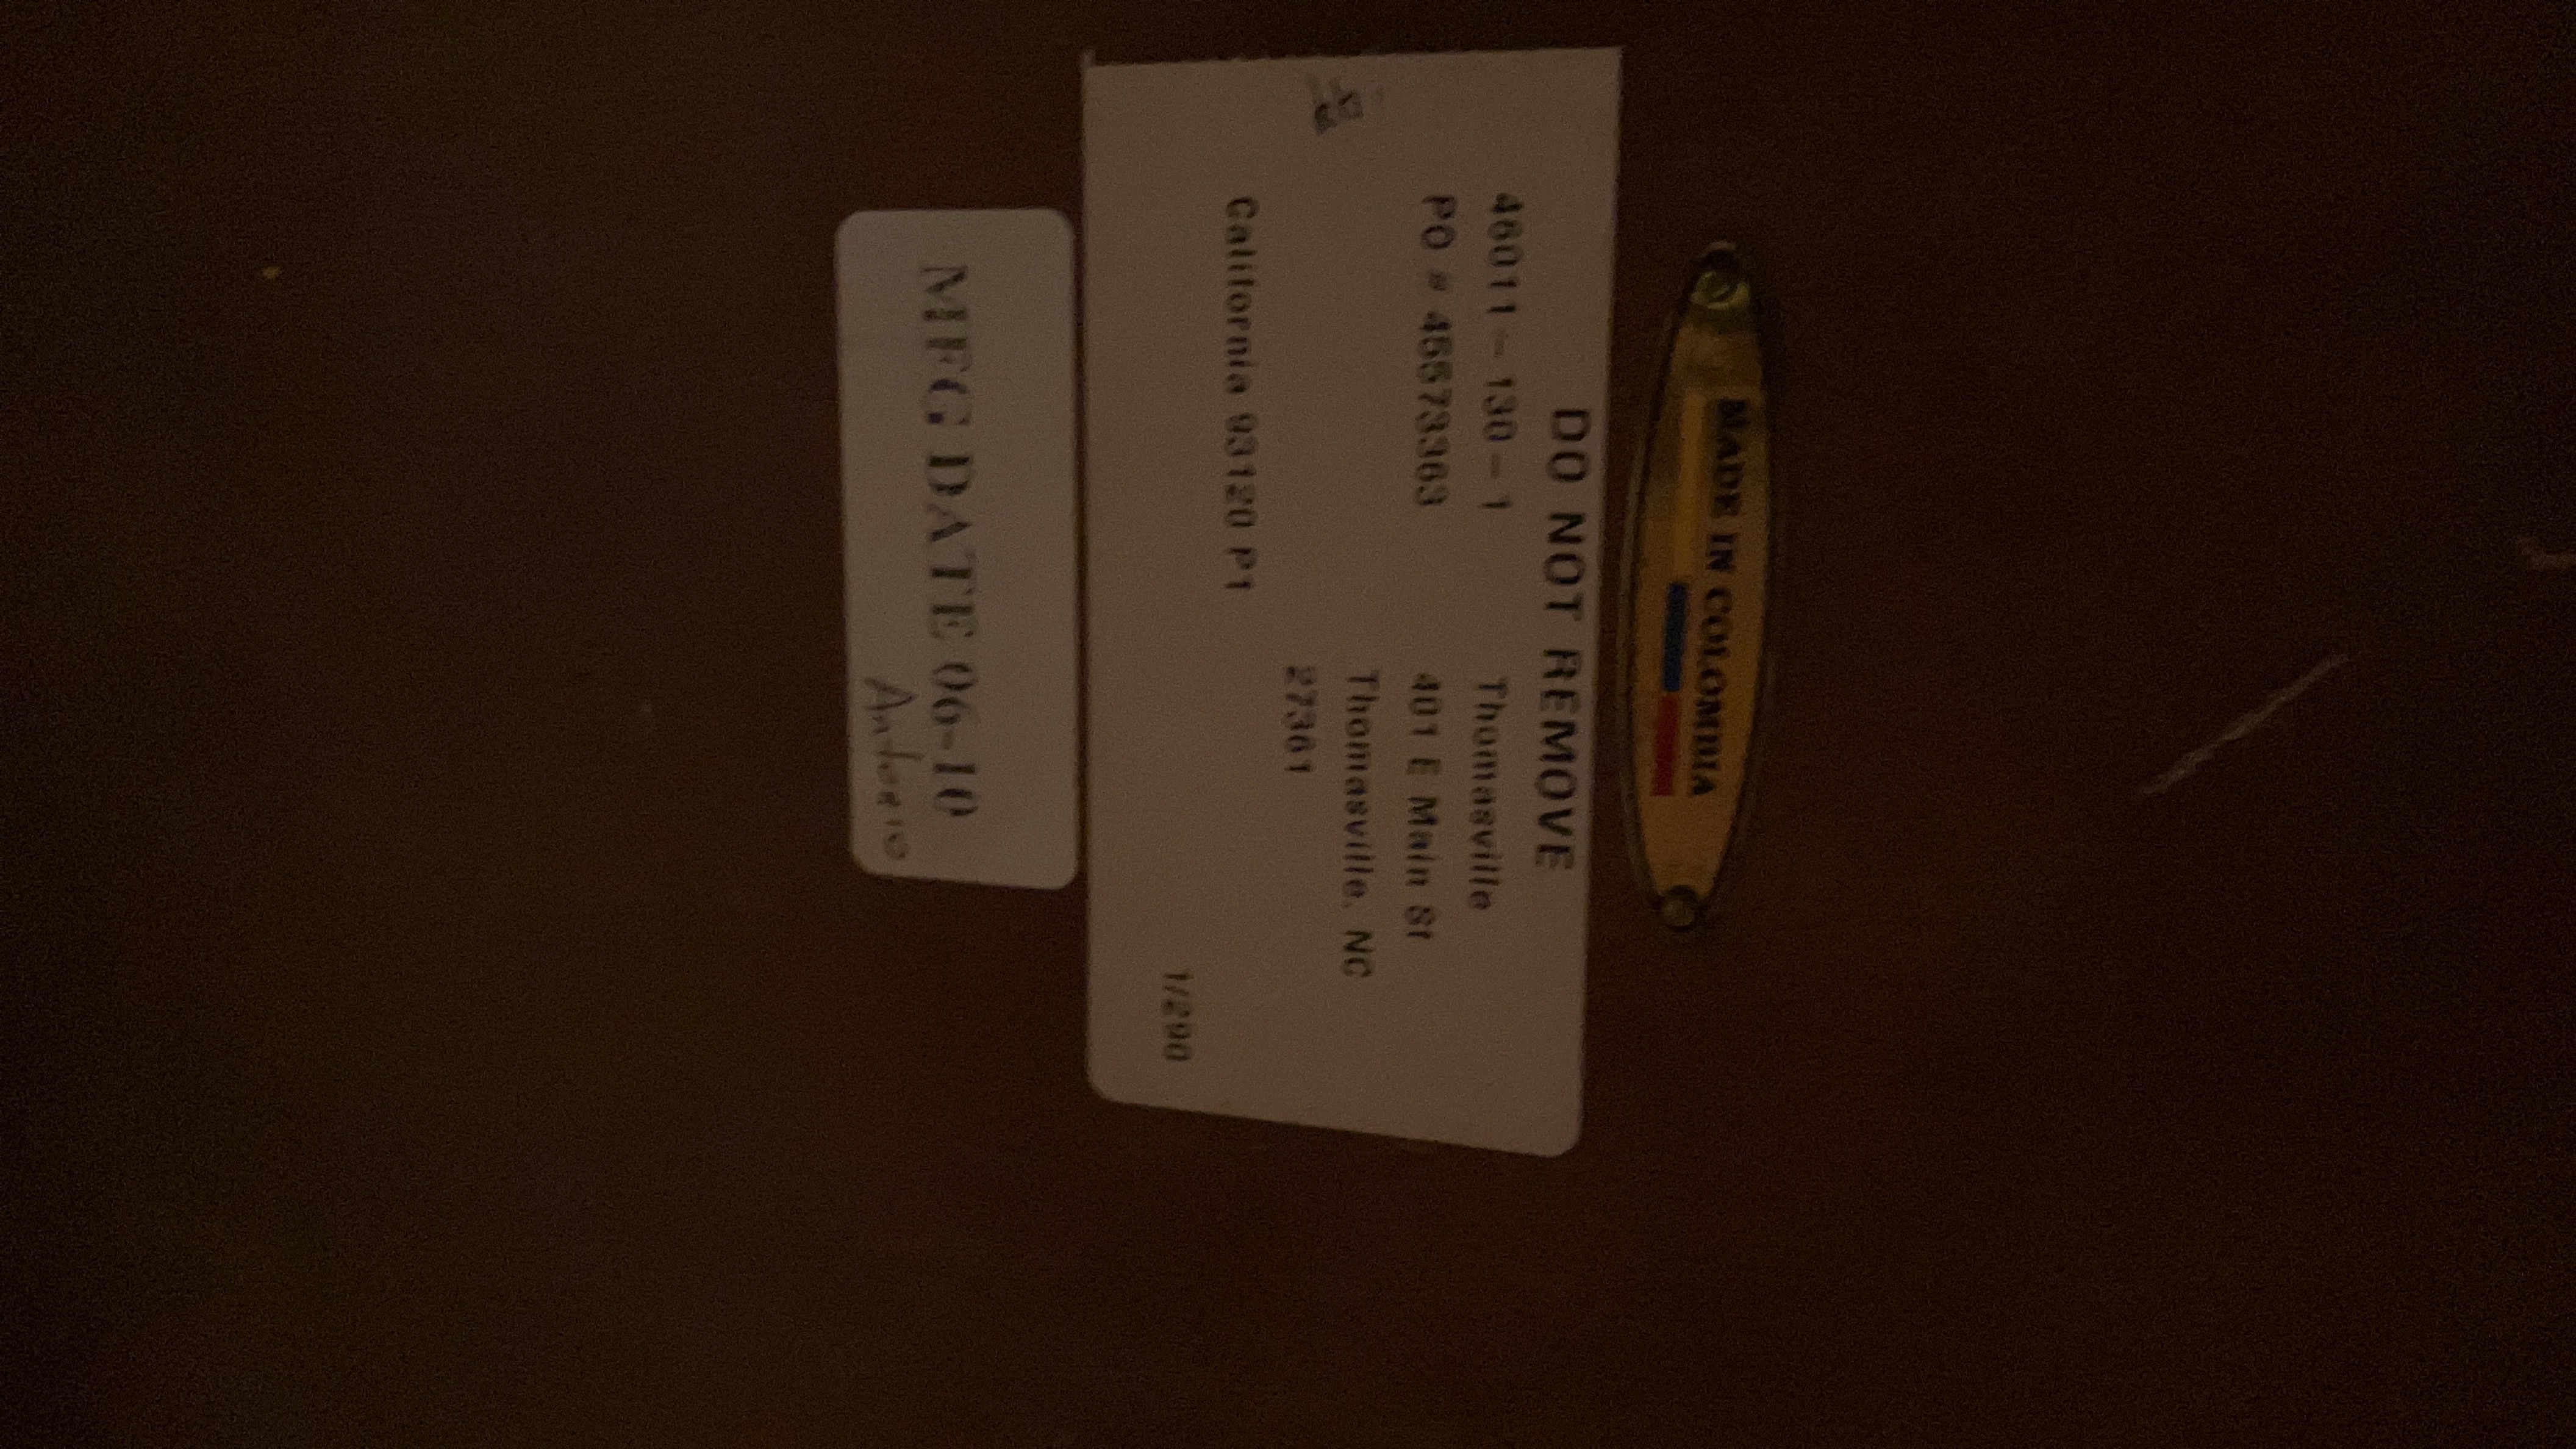 MADE IN COLOMBIA
DO NOT REMOVE
46011-130-1
PO # 45573363
Thomasville
401 E Main St
Thomasville, NC
27361
California 93120 P1
1/200
MFG DATE 06-10